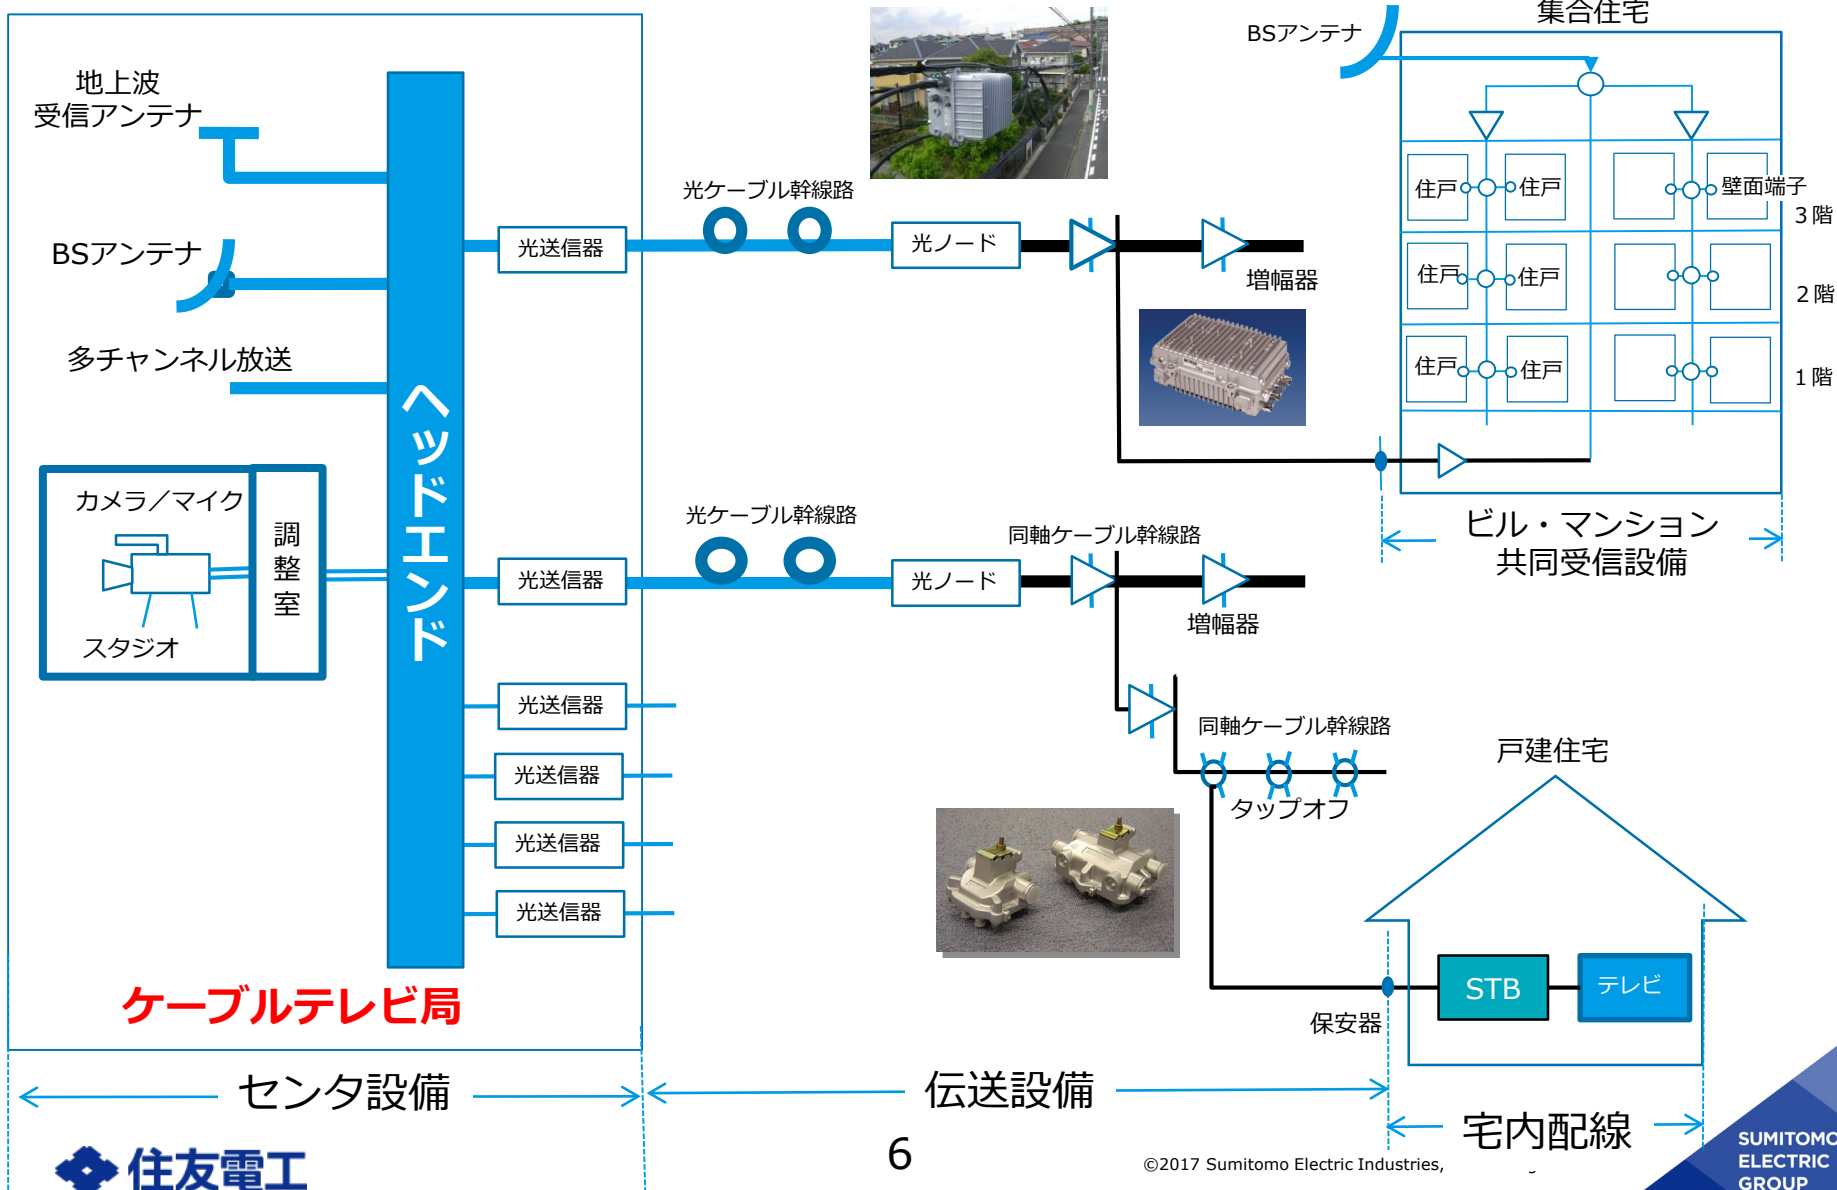 地上波
受信アンテナ
BSアンテナ
多チャンネル放送
カメラ／マイク
スタジオ
調整室
ヘッドエンド
光送信器
光送信器
光送信器
光送信器
光送信器
光送信器
ケーブルテレビ局
光ケーブル幹線路
光ノード
増幅器
光ケーブル幹線路
光ノード
同軸ケーブル幹線路
増幅器
同軸ケーブル幹線路
タップオフ
BSアンテナ
集合住宅
住戸
住戸
壁面端子
３階
住戸
住戸
２階
住戸
住戸
１階
ビル・マンション
共同受信設備
戸建住宅
STB
テレビ
保安器
センタ設備
伝送設備
宅内配線
住友電工
6
©2017 Sumitomo Electric Industries,
SUMITOMO
ELECTRIC
GROUP